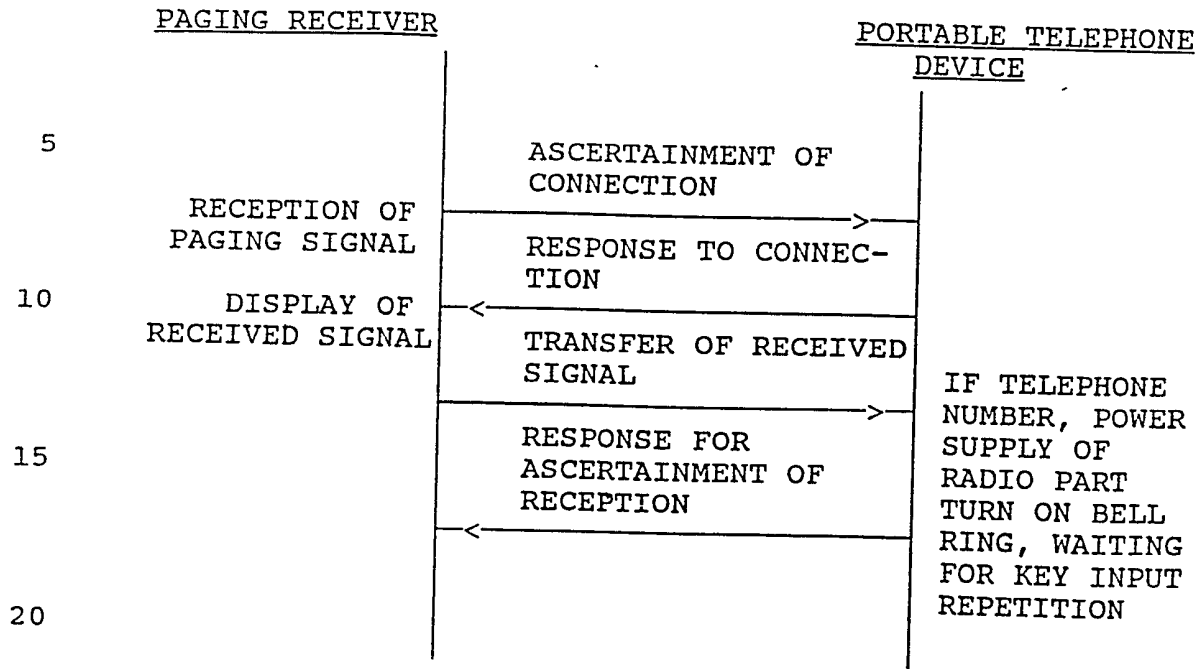 PAGING RECEIVER
PORTABLE TELEPHONE
DEVICE
5
ASCERTAINMENT OF
CONNECTION
RECEPTION OF
PAGING SIGNAL
RESPONSE TO CONNEC-
TION
10
DISPLAY OF
RECEIVED SIGNAL
TRANSFER OF RECEIVED
SIGNAL
IF TELEPHONE
NUMBER, POWER
SUPPLY OF
RADIO PART
TURN ON BELL
RING, WAITING
FOR KEY INPUT
REPETITION
15
RESPONSE FOR
ASCERTAINMENT OF
RECEPTION
20